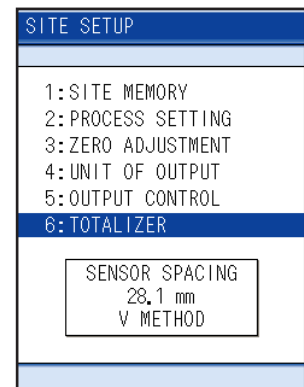 SITE SETUP
1:SITE MEMORY
2:PROCESS SETTING
3:ZERO ADJUSTMENT
4:UNIT OF OUTPUT
5:OUTPUT CONTROL
6:TOTALIZER
SENSOR SPACING
28.1 mm
V METHOD